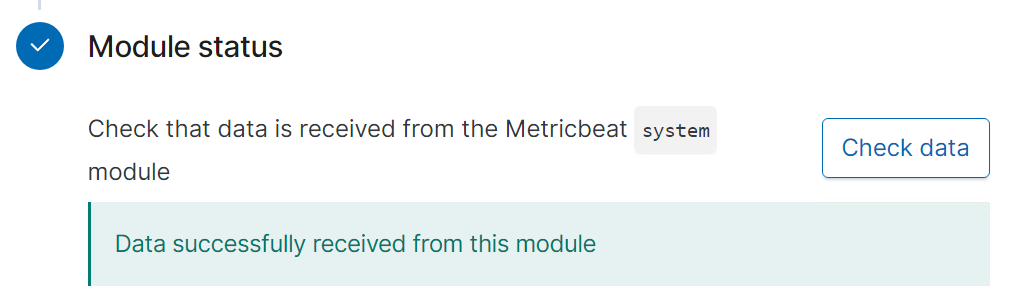 Module status
Check that data is received from the Metricbeat system
module
Check data
Data successfully received from this module